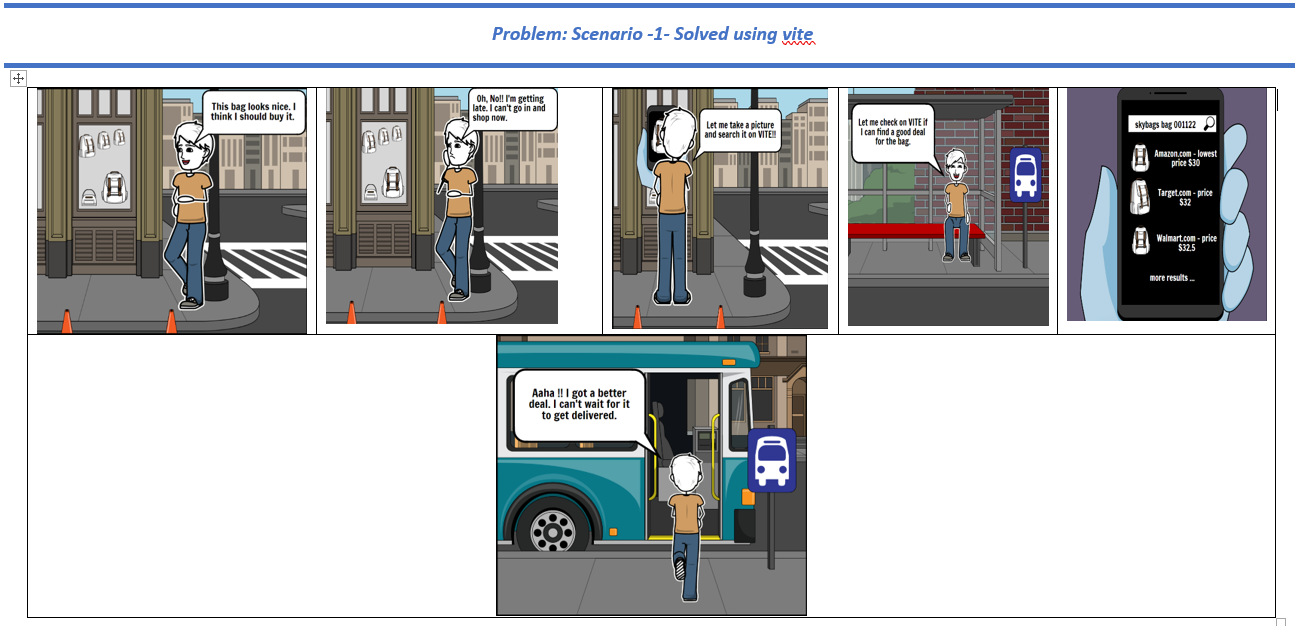 Problem: Scenario -1- Solved using vite
This bag looks nice. I
think I should buy it.
Oh, No!! I'm getting
late. I can't go in and
shop now.
Let me take a picture
and search it on VITE!!
Let me check on VITE if
I can find a good deal
for the bag.
skybags bag 001122
Amazon.com - lowest
price $30
Target.com - price
$32
Walmart.com - price
$32.5
more results ...
Aaha !! I got a better
deal. I can't wait for it
to get delivered.